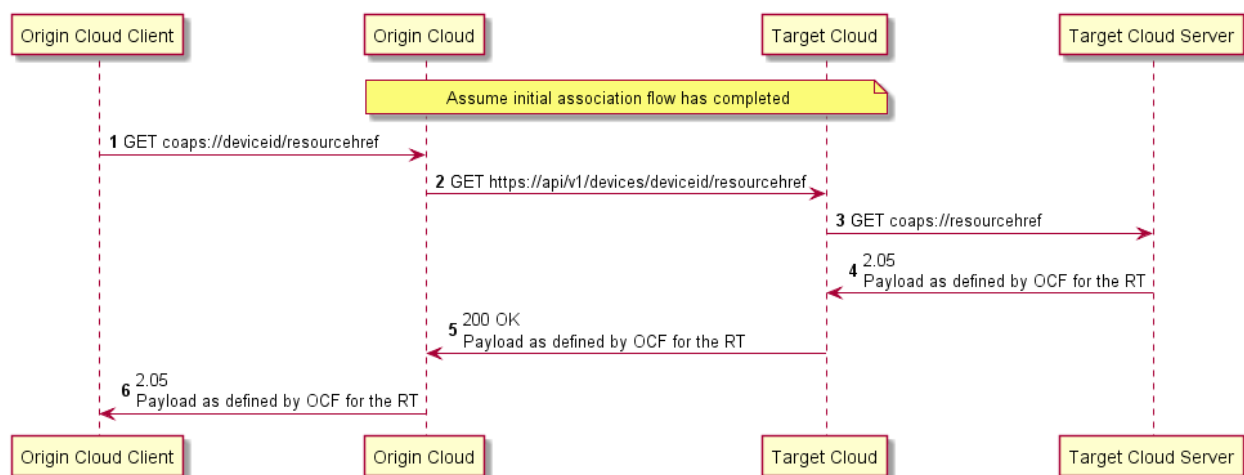 Origin Cloud Client
Origin Cloud
Target Cloud
Target Cloud Server
Assume initial association flow has completed
1 GET coaps://deviceid/resourcehref
2 GET https://api/v1/devices/deviceid/resourcehref
3 GET coaps://resourcehref
4 2.05
Payload as defined by OCF for the RT
5 200 OK
Payload as defined by OCF for the RT
6 2.05
Payload as defined by OCF for the RT
Origin Cloud Client
Origin Cloud
Target Cloud
Target Cloud Server